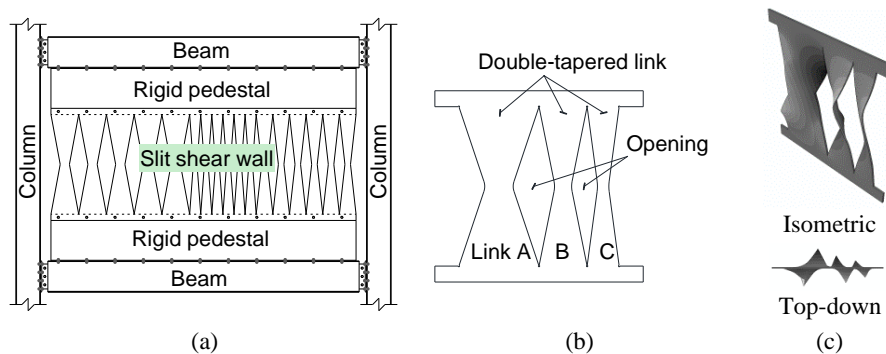 Beam
Rigid pedestal
Column
Slit shear wall
Column
Rigid pedestal
Beam
(a)
Double-tapered link
Opening
Link A
B
C
(b)
Isometric
Top-down
(c)